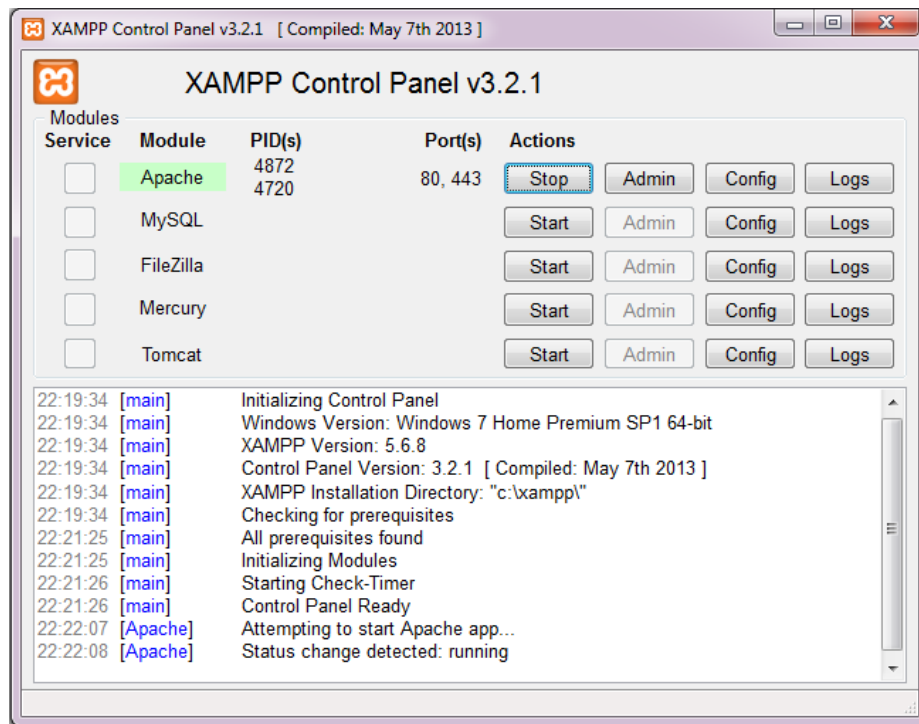 XAMPP Control Panel v3.2.1 [ Compiled: May 7th 2013 ]
XAMPP Control Panel v3.2.1
Modules
Service Module PID(s) Port(s) Actions
Apache 4872 4720 80, 443 Stop Admin Config Logs
MySQL Start Admin Config Logs
FileZilla Start Admin Config Logs
Mercury Start Admin Config Logs
Tomcat Start Admin Config Logs
22:19:34 [main] Initializing Control Panel
22:19:34 [main] Windows Version: Windows 7 Home Premium SP1 64-bit
22:19:34 [main] XAMPP Version: 5.6.8
22:19:34 [main] Control Panel Version: 3.2.1 [ Compiled: May 7th 2013 ]
22:19:34 [main] XAMPP Installation Directory: "c:\xampp\"
22:19:34 [main] Checking for prerequisites
22:21:25 [main] All prerequisites found
22:21:25 [main] Initializing Modules
22:21:26 [main] Starting Check-Timer
22:21:26 [main] Control Panel Ready
22:22:07 [Apache] Attempting to start Apache app...
22:22:08 [Apache] Status change detected: running